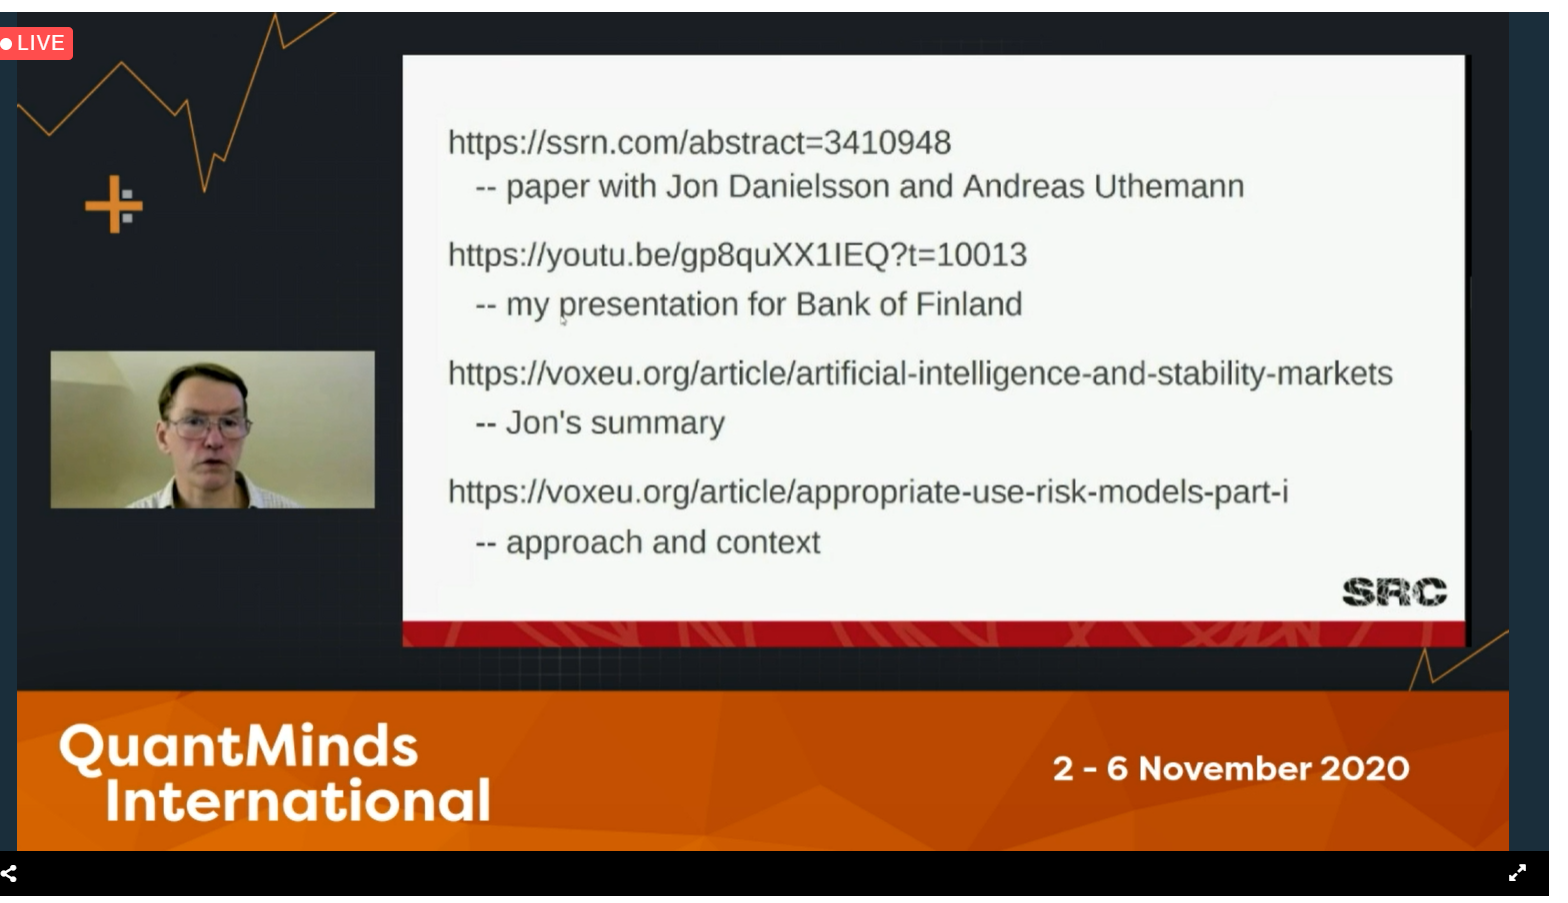 LIVE
https://ssrn.com/abstract=3410948
-- paper with Jon Danielsson and Andreas Uthemann
https://youtu.be/gp8quXX1IEQ?t=10013
-- my presentation for Bank of Finland
https://voxeu.org/article/artificial-intelligence-and-stability-markets
-- Jon's summary
https://voxeu.org/article/appropriate-use-risk-models-part-i
-- approach and context
SRC
QuantMinds
International
2 - 6 November 2020